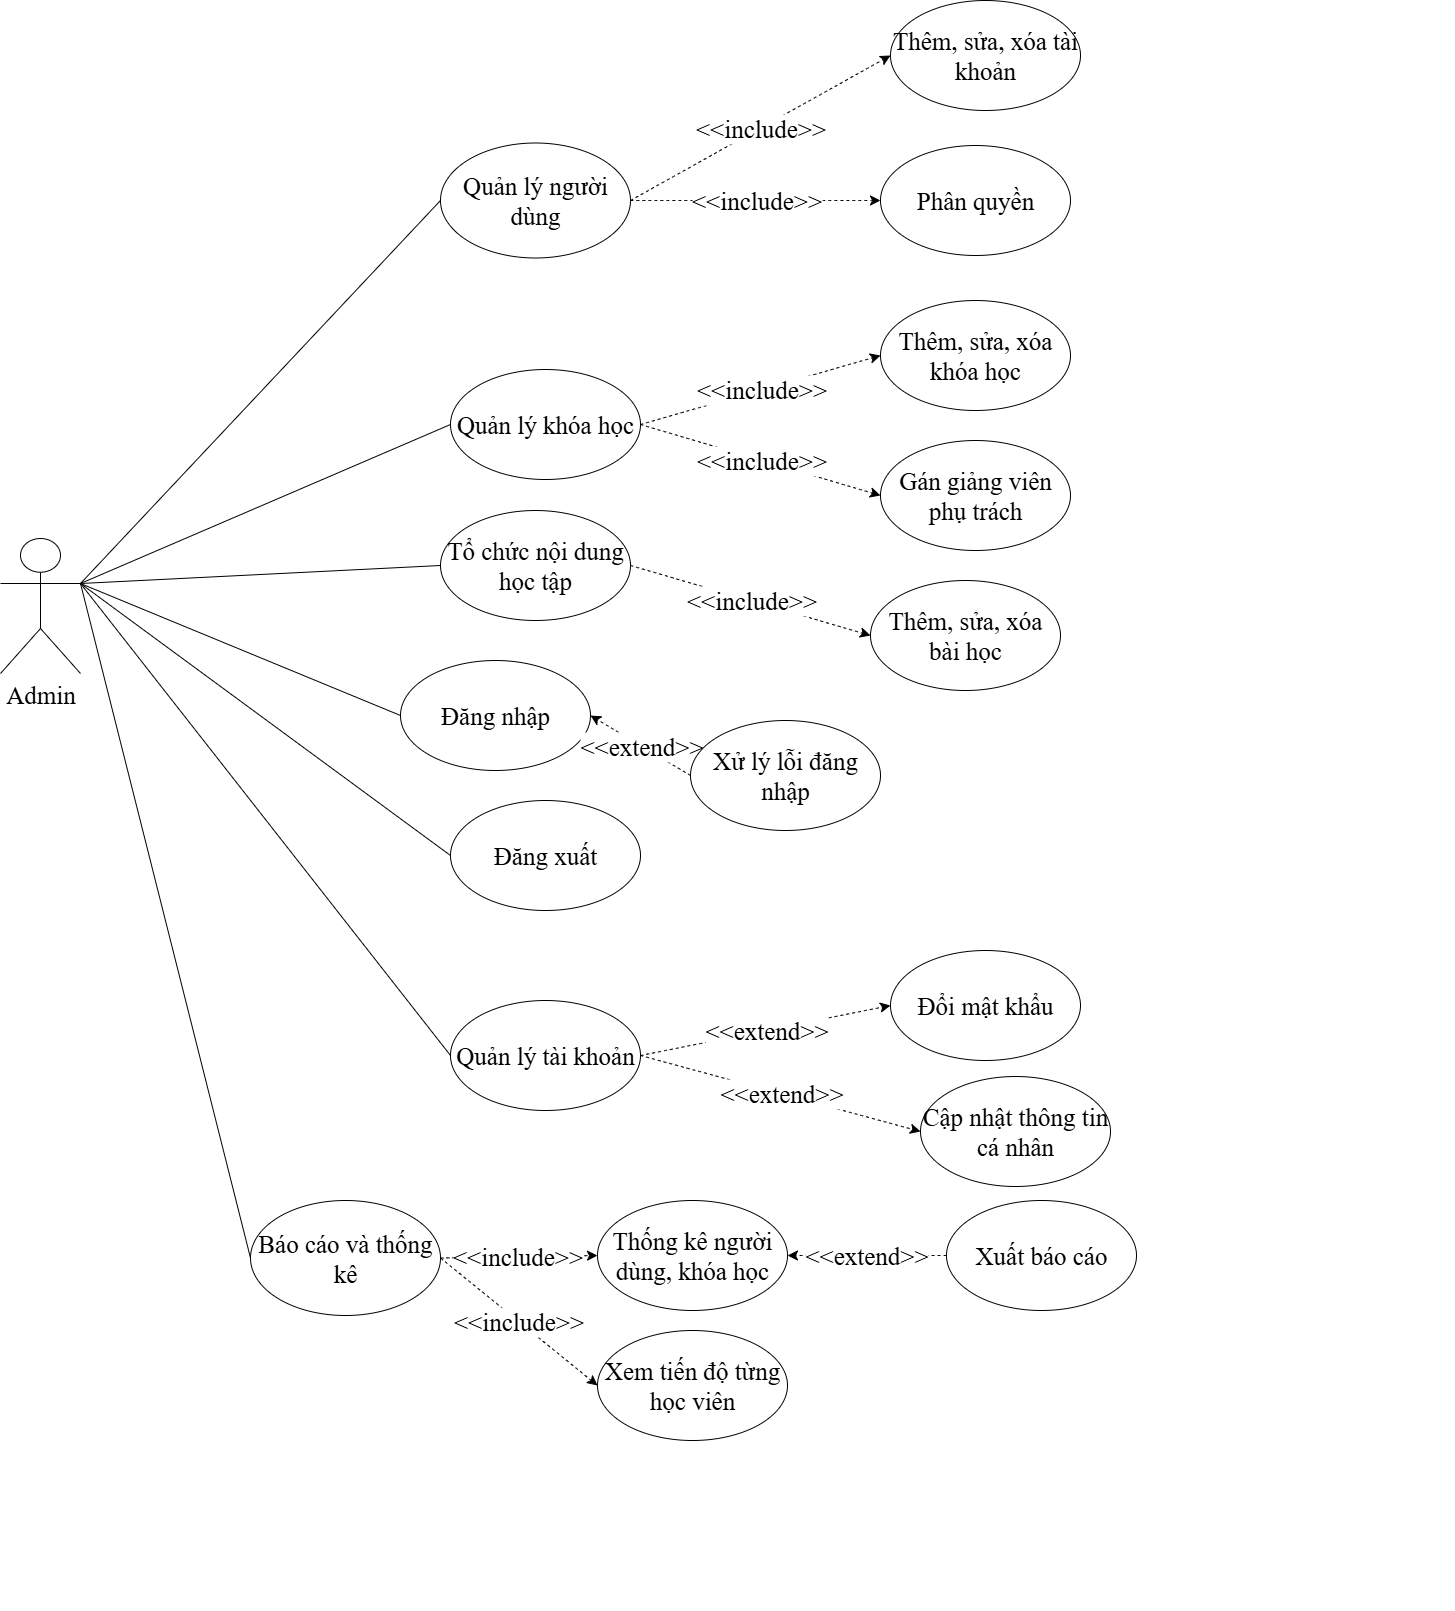 Thêm, sửa, xóa tài
khoản
<<include>>
Quản lý người
dùng
<<include>>
Phân quyền
Thêm, sửa, xóa
khóa học
<<include>>
Quản lý khóa học
<<include>>
Gán giảng viên
phụ trách
Tổ chức nội dung
học tập
<<include>>
Thêm, sửa, xóa
bài học
Admin
Đăng nhập
<<extend>>
Xử lý lỗi đăng
nhập
Đăng xuất
Đổi mật khẩu
<<extend>>
Quản lý tài khoản
<<extend>>
Cập nhật thông tin
cá nhân
Báo cáo và thống
kê
<<include>>
Thống kê người
dùng, khóa học
<<extend>>
Xuất báo cáo
<<include>>
Xem tiến độ từng
học viên